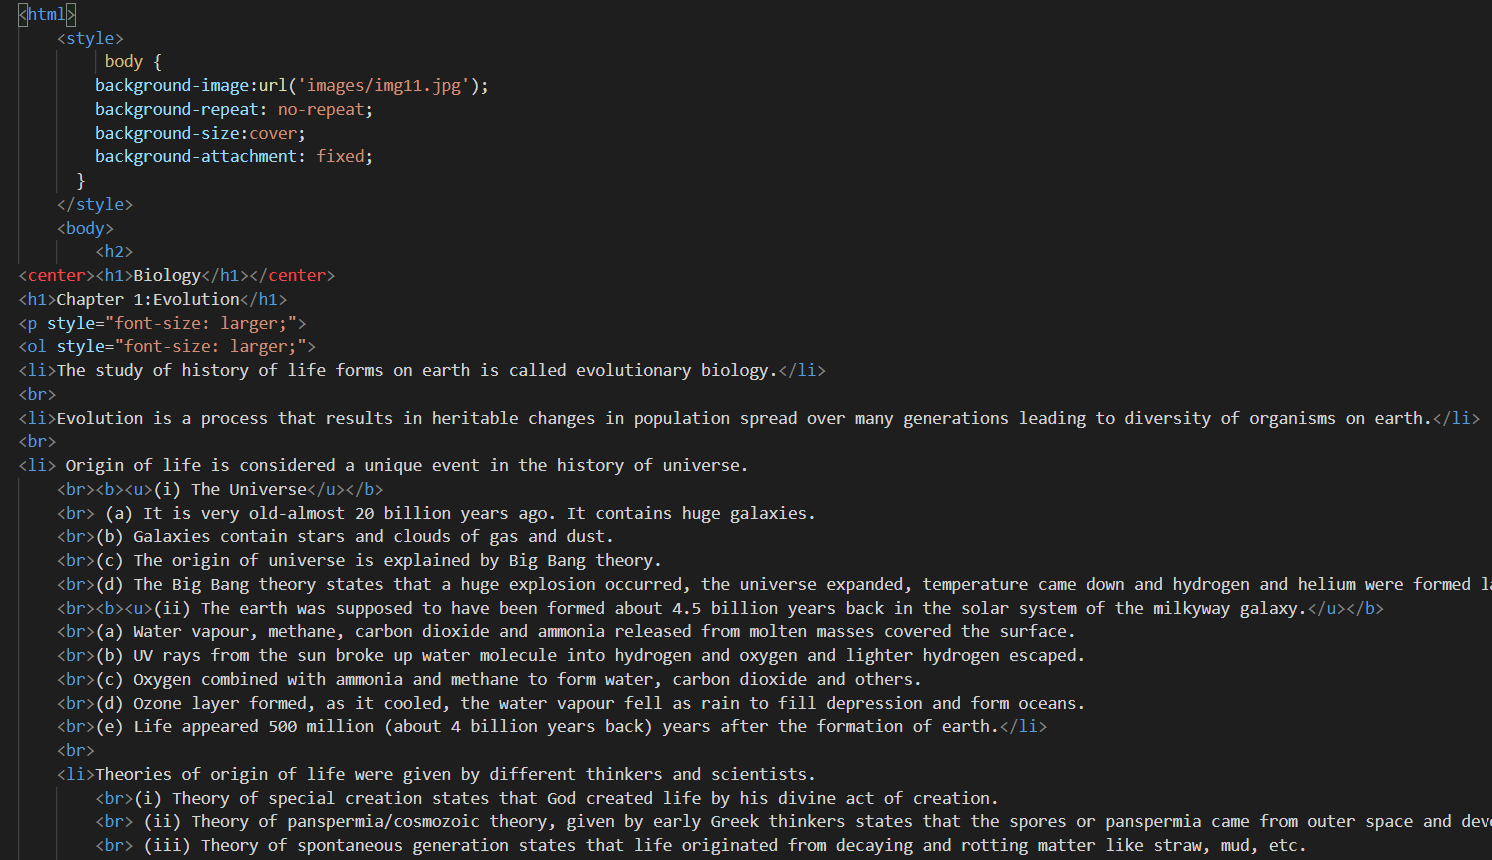 <html>
<style>
body {
background-image:url('images/img11.jpg');
background-repeat: no-repeat;
background-size:cover;
background-attachment: fixed;
}
</style>
<body>
<h2>
<center><h1>Biology</h1></center>
<h1>Chapter 1:Evolution</h1>
<p style="font-size: larger;">
<ol style="font-size: larger;">
<li>The study of history of life forms on earth is called evolutionary biology.</li>
<br>
<li>Evolution is a process that results in heritable changes in population spread over many generations leading to diversity of organisms on earth.</li>
<br>
<li> Origin of life is considered a unique event in the history of universe.
<br><b><u>(i) The Universe</u></b>
<br> (a) It is very old-almost 20 billion years ago. It contains huge galaxies.
<br>(b) Galaxies contain stars and clouds of gas and dust.
<br>(c) The origin of universe is explained by Big Bang theory.
<br>(d) The Big Bang theory states that a huge explosion occurred, the universe expanded, temperature came down and hydrogen and helium were formed
<br><b><u>(ii) The earth was supposed to have been formed about 4.5 billion years back in the solar system of the milkyway galaxy.</u></b>
<br>(a) Water vapour, methane, carbon dioxide and ammonia released from molten masses covered the surface.
<br>(b) UV rays from the sun broke up water molecule into hydrogen and oxygen and lighter hydrogen escaped.
<br>(c) Oxygen combined with ammonia and methane to form water, carbon dioxide and others.
<br>(d) Ozone layer formed, as it cooled, the water vapour fell as rain to fill depression and form oceans.
<br>(e) Life appeared 500 million (about 4 billion years back) years after the formation of earth.</li>
<br>
<li>Theories of origin of life were given by different thinkers and scientists.
<br>(i) Theory of special creation states that God created life by his divine act of creation.
<br> (ii) Theory of panspermia/cosmozoic theory, given by early Greek thinkers states that the spores or panspermia came from outer space and
<br> (iii) Theory of spontaneous generation states that life originated from decaying and rotting matter like straw, mud, etc.